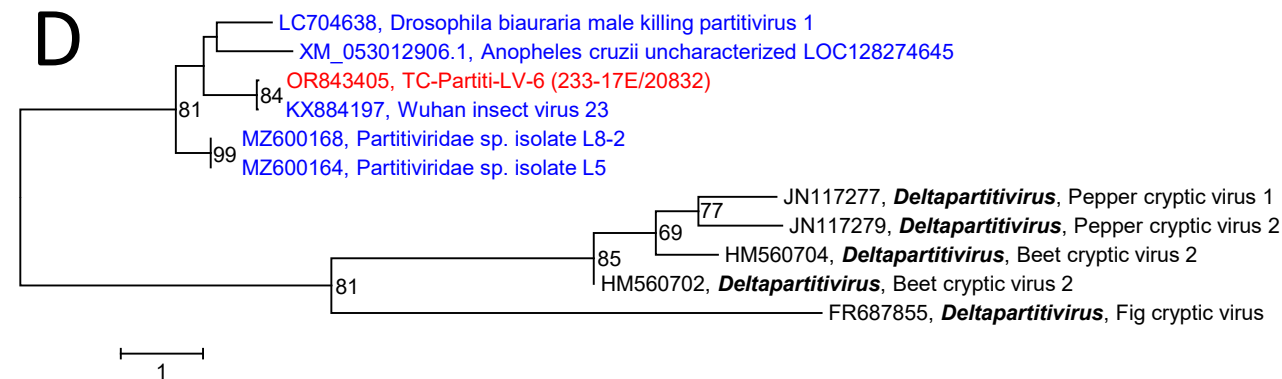 D
LC704638, Drosophila biauraria male killing partitivirus 1
XM_053012906.1, Anopheles cruzii uncharacterized LOC128274645
OR843405, TC-Partiti-LV-6 (233-17E/20832)
84
KX884197, Wuhan insect virus 23
81
MZ600168, Partitiviridae sp. isolate L8-2
99
MZ600164, Partitiviridae sp. isolate L5
JN117277, Deltapartitivirus, Pepper cryptic virus 1
77
JN117279, Deltapartitivirus, Pepper cryptic virus 2
69
HM560704, Deltapartitivirus, Beet cryptic virus 2
85
HM560702, Deltapartitivirus, Beet cryptic virus 2
81
FR687855, Deltapartitivirus, Fig cryptic virus
1